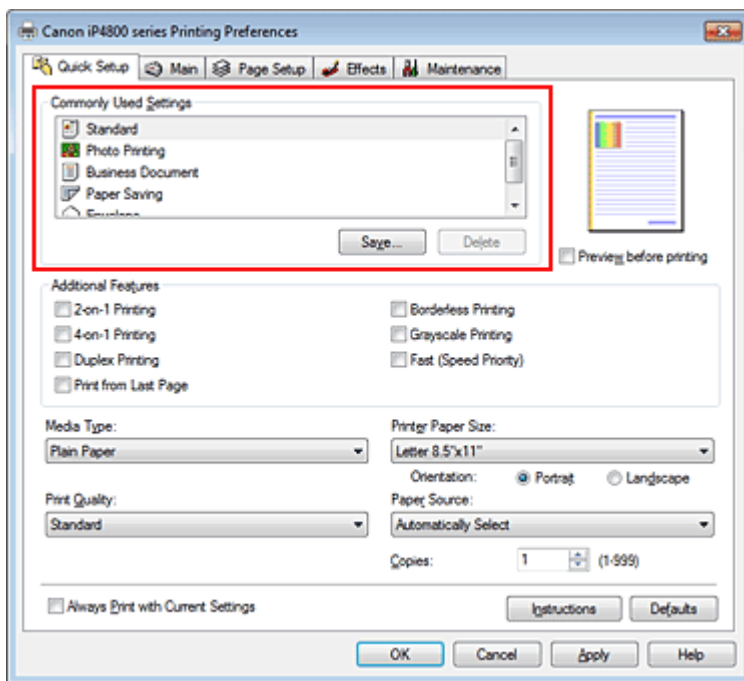 Canon iP4800 series Printing Preferences
Quick Setup Main Page Setup Effects Maintenance
Commonly Used Settings
Standard
Photo Printing
Business Document
Paper Saving
Envelope
Save... Delete
Preview before printing
Additional Features
2-on-1 Printing
Borderless Printing
4-on-1 Printing
Grayscale Printing
Duplex Printing
Fast (Speed Priority)
Print from Last Page
Media Type:
Plain Paper
Printer Paper Size:
Letter 8.5"x11"
Orientation: Portrait Landscape
Print Quality:
Standard
Paper Source:
Automatically Select
Copies: 1 (1-999)
Always Print with Current Settings
Instructions Defaults
OK Cancel Apply Help